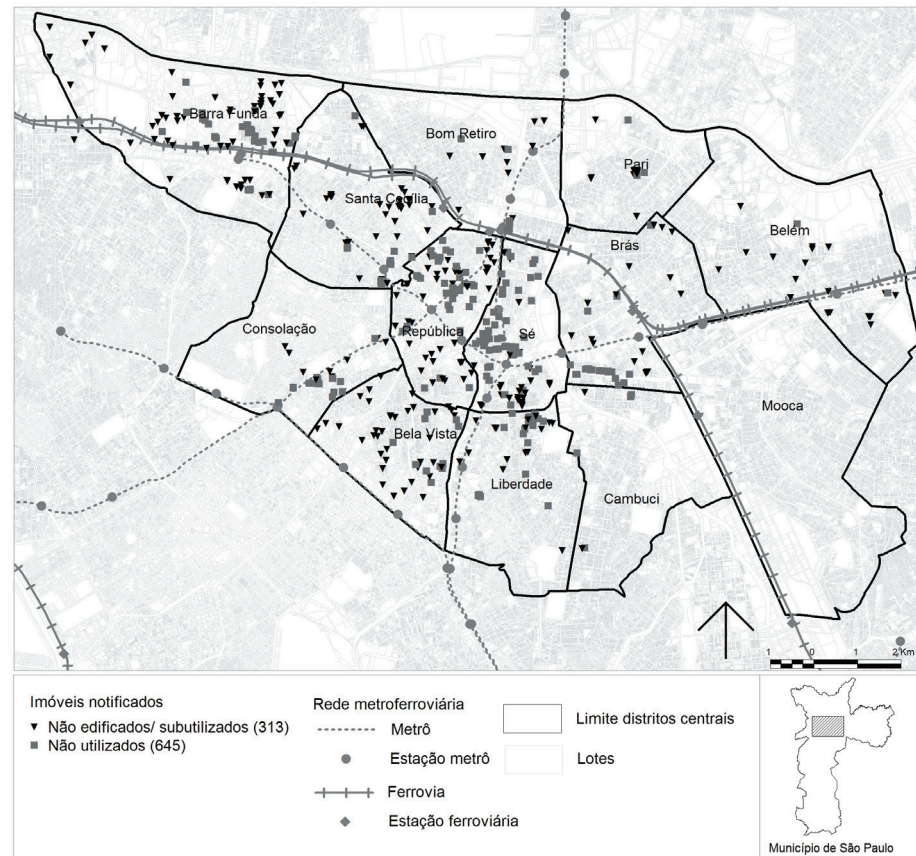 Barra Funda
Bom Retiro
Pari
Santa Cecília
Brás
Belém
Consolação
República
Sé
Mooca
Bela Vista
Liberdade
Cambuci
1 0 2 Km
Imóveis notificados
Não edificados/ subutilizados (313)
Não utilizados (645)
Rede metroferroviária
Metrô
Estação metrô
Ferrovia
Estação ferroviária
Limite distritos centrais
Lotes
Município de São Paulo